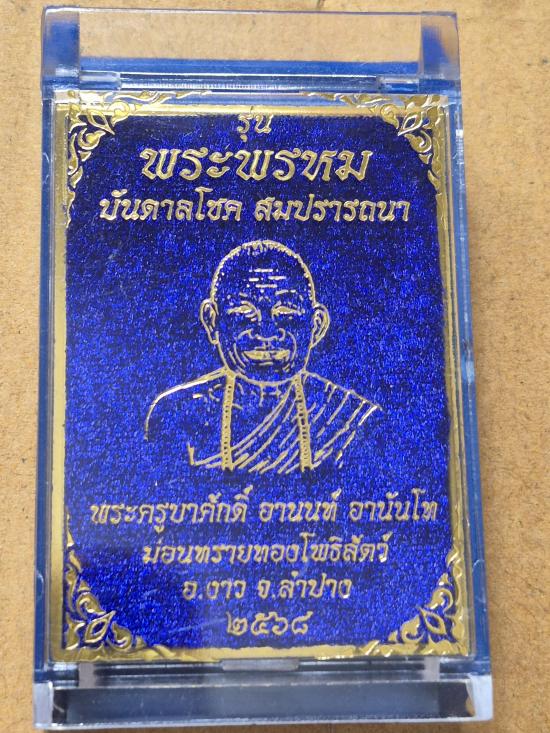 รุ่น
พระพรหม
บันดาลโชค สมปรารถนา
พระครูบาศักดิ์ อานนท์ อานันโท
ม่อนทรายทองโพธิสัตว์
อ.งาว จ.ลำปาง
๒๕๖๘